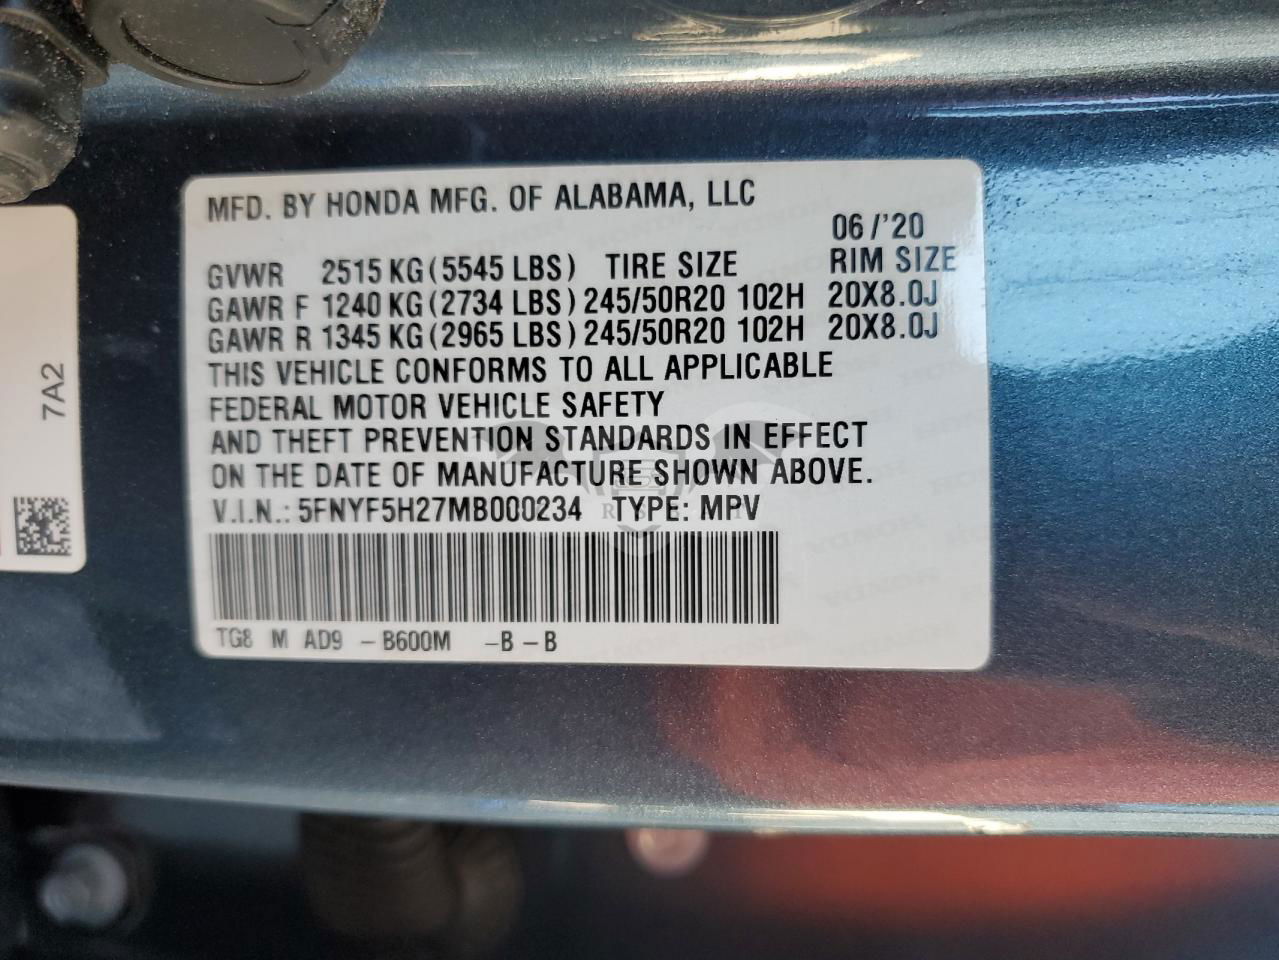 MFD. BY HONDA MFG. OF ALABAMA, LLC
06/'20
GVWR 2515 KG (5545 LBS) TIRE SIZE RIM SIZE
GAWR F 1240 KG (2734 LBS) 245/50R20 102H 20X8.0J
GAWR R 1345 KG (2965 LBS) 245/50R20 102H 20X8.0J
THIS VEHICLE CONFORMS TO ALL APPLICABLE
FEDERAL MOTOR VEHICLE SAFETY
AND THEFT PREVENTION STANDARDS IN EFFECT
ON THE DATE OF MANUFACTURE SHOWN ABOVE.
V.I.N.: 5FNYF5H27MB000234 TYPE: MPV
TG8 M AD9 -B600M -B -B
7A2